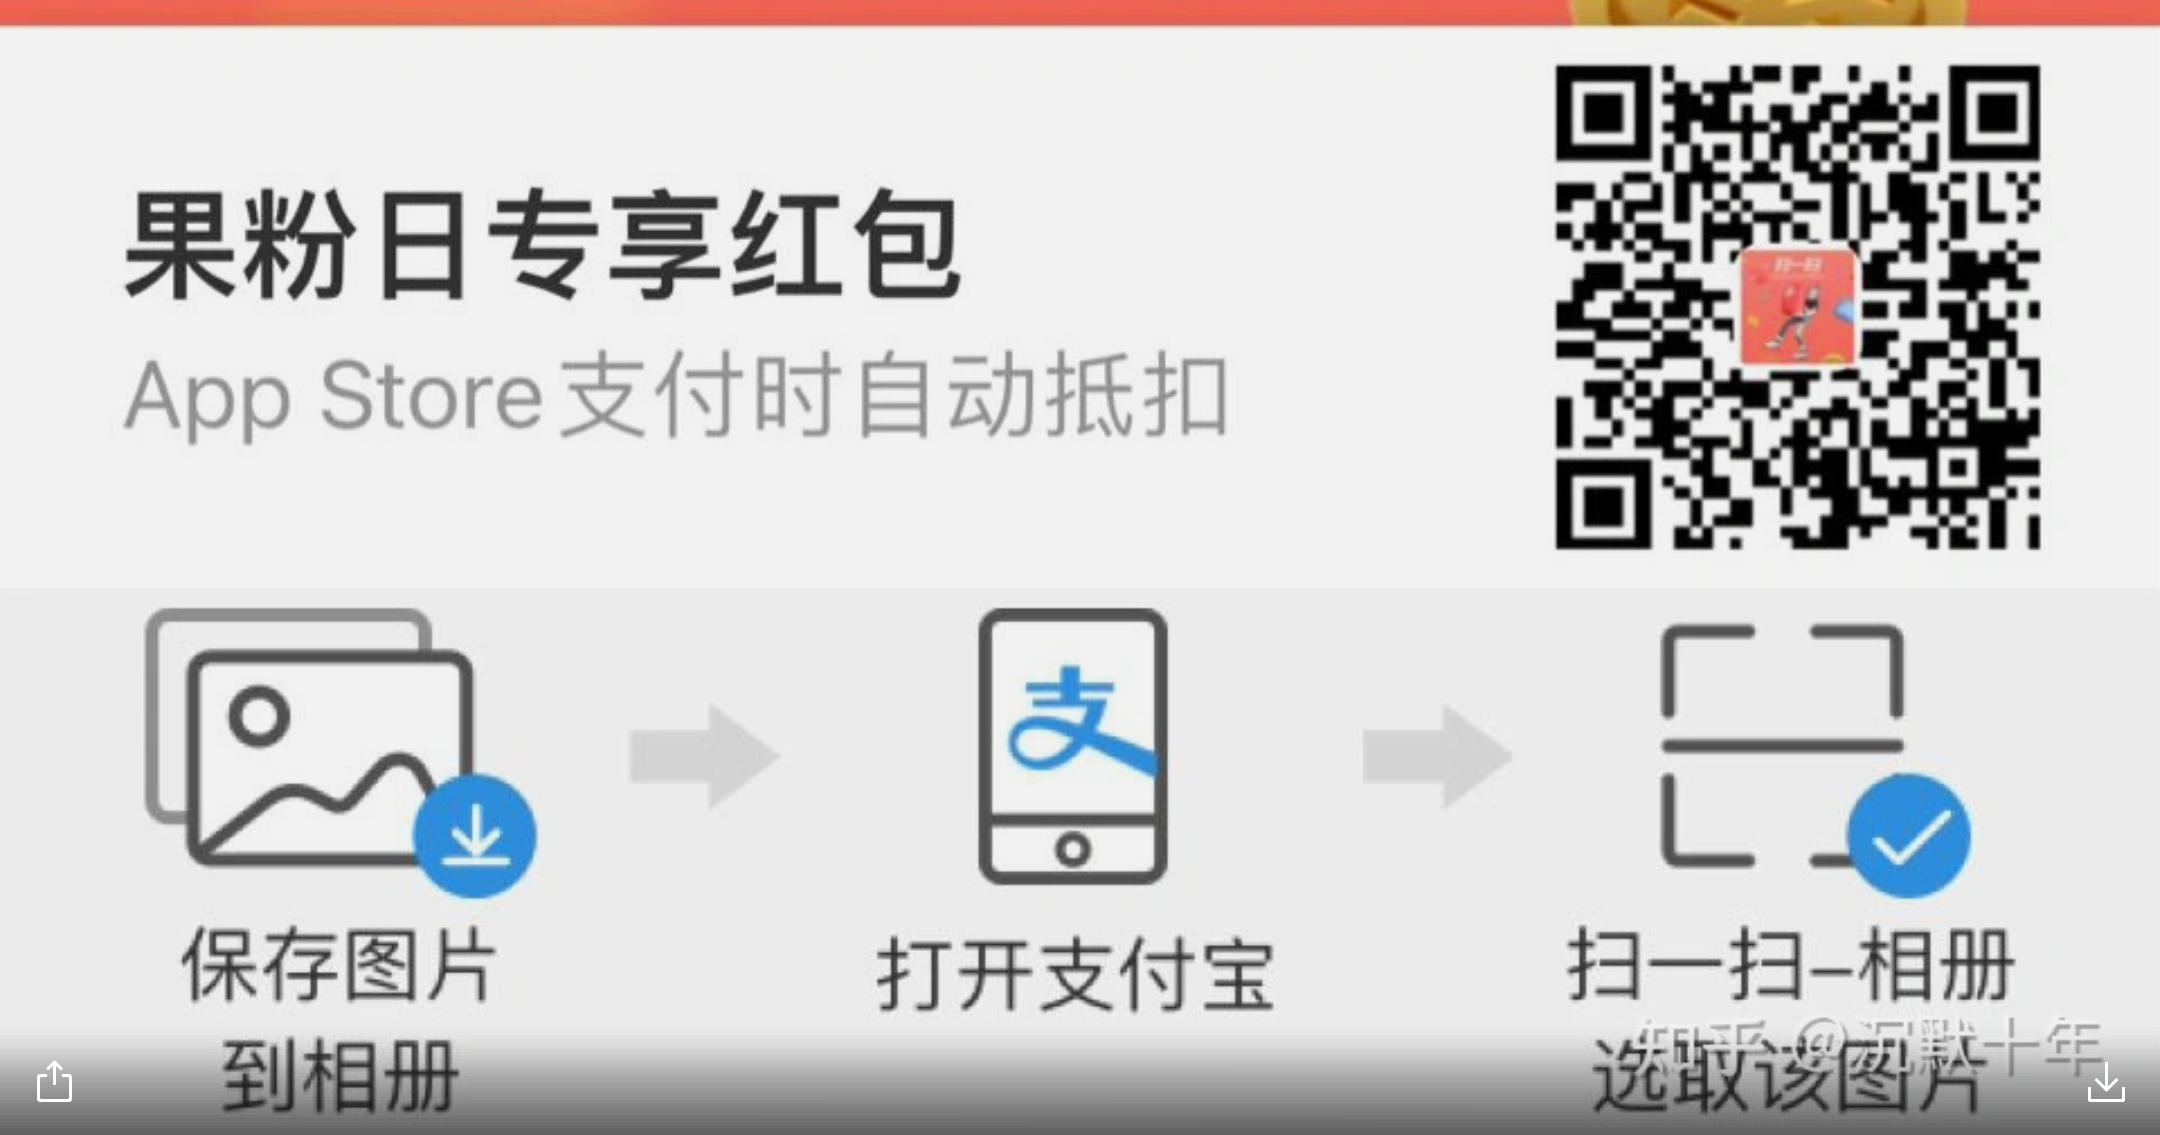 果粉日专享红包
App Store支付时自动抵扣
扫一扫
支
保存图片
到相册
打开支付宝
扫一扫-相册
选取该图片
知乎 @沉默十年